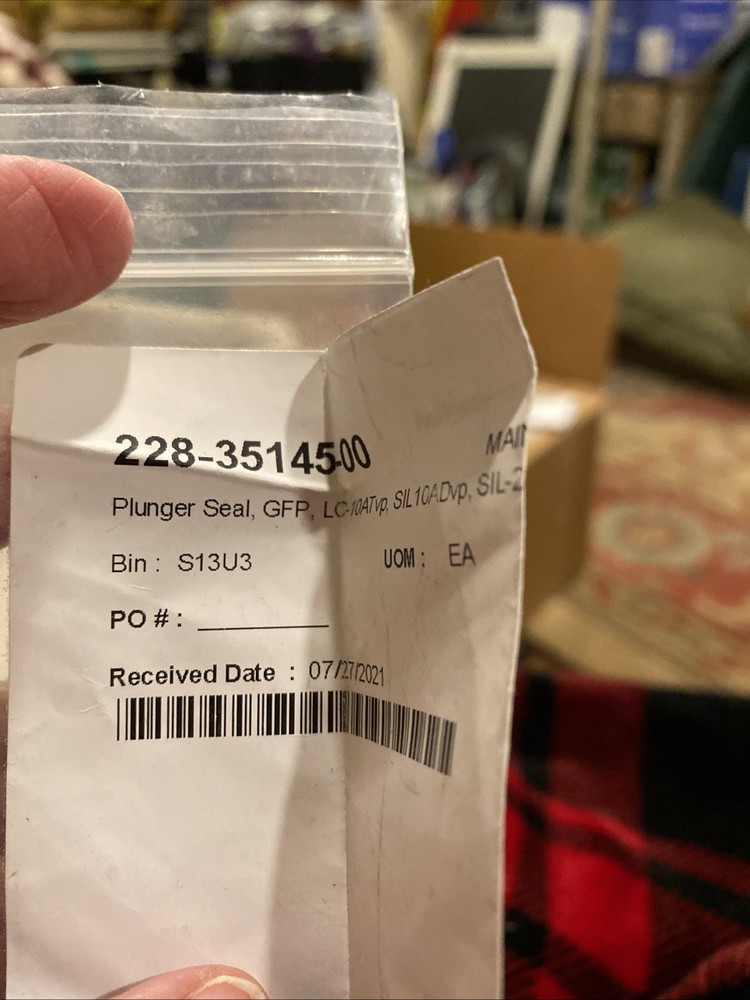 228-35145-00
MAIN
Plunger Seal, GFP, LC-10ATvp, SIL10ADvp, SIL-2
Bin : S13U3 UOM : EA
PO # :
Received Date : 07/27/2021